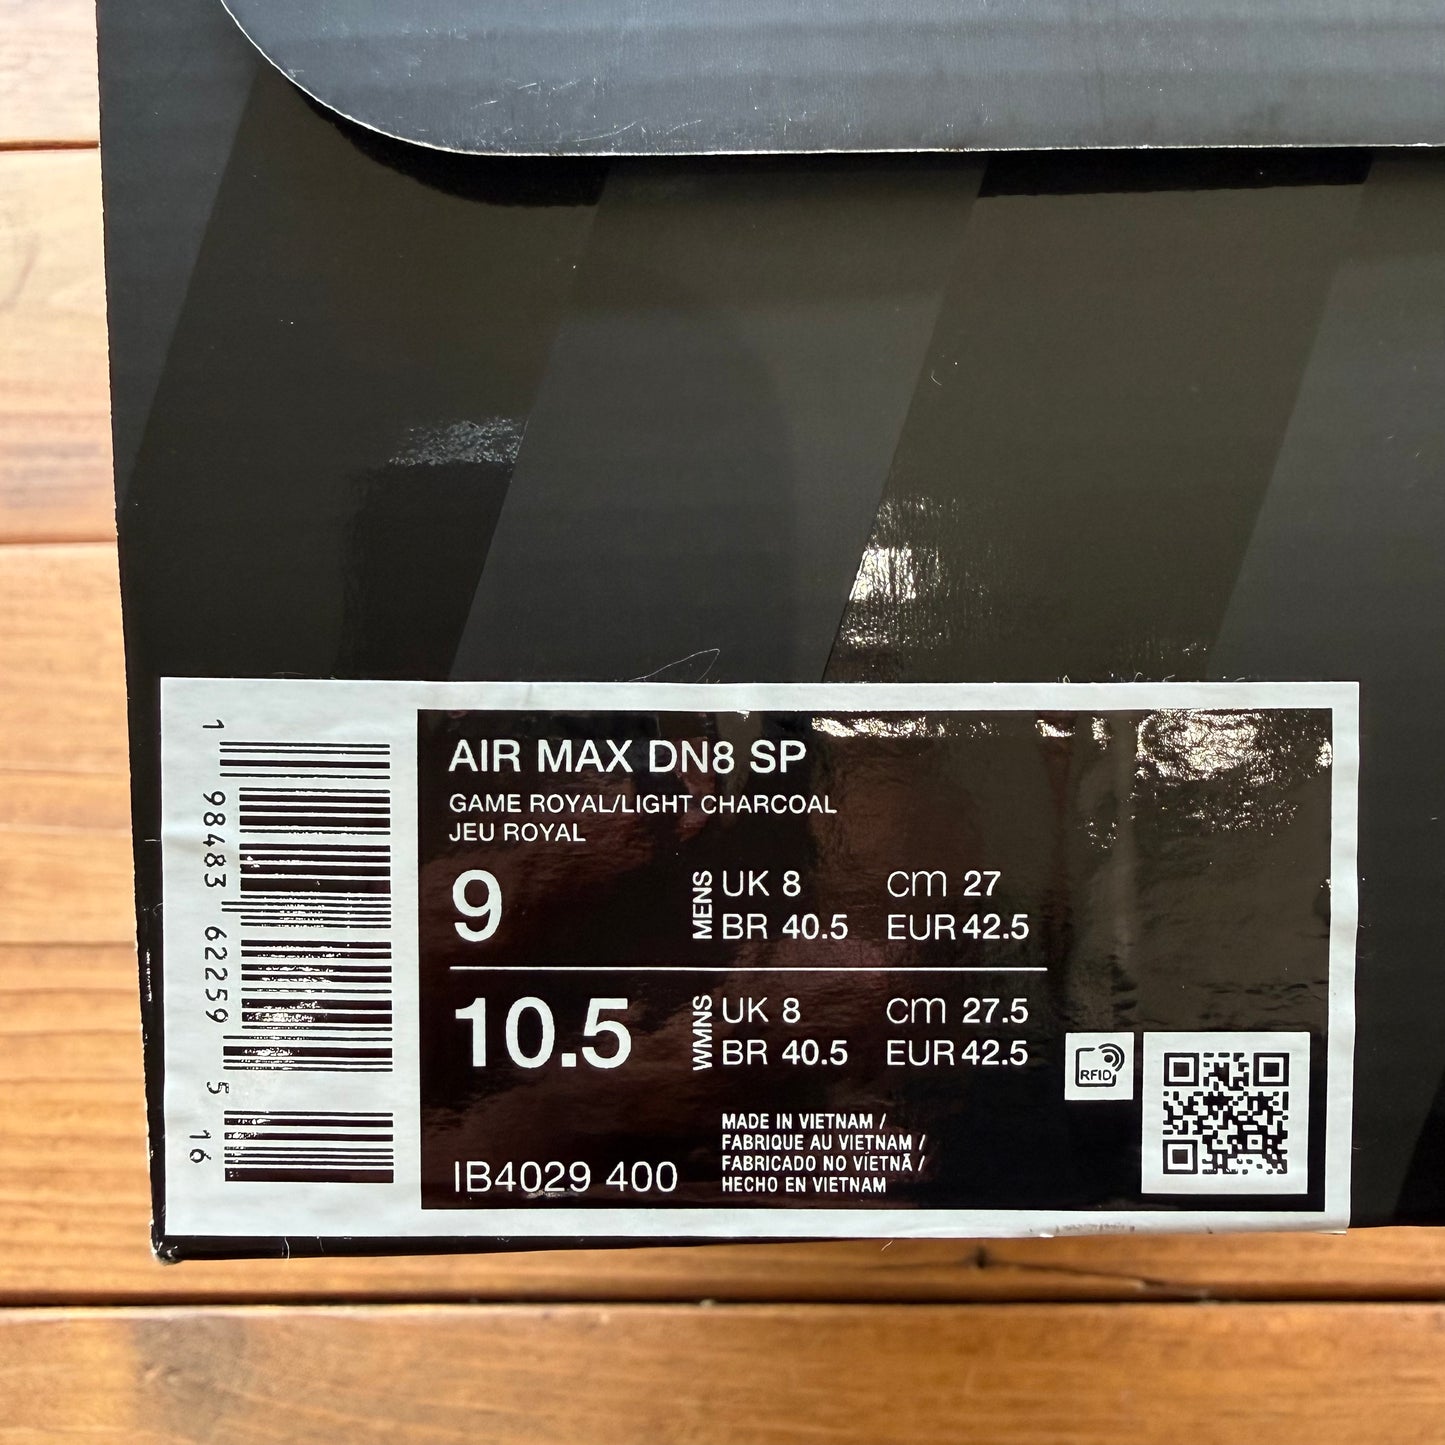 AIR MAX DN8 SP
GAME ROYAL/LIGHT CHARCOAL
JEU ROYAL
9
MENS
UK 8 cm 27
BR 40.5 EUR 42.5
10.5
WMNS
UK 8 cm 27.5
BR 40.5 EUR 42.5
RFID
MADE IN VIETNAM /
FABRIQUE AU VIETNAM /
FABRICADO NO VIETNÃ /
HECHO EN VIETNAM
IB4029 400
1 98483 62259 5 16